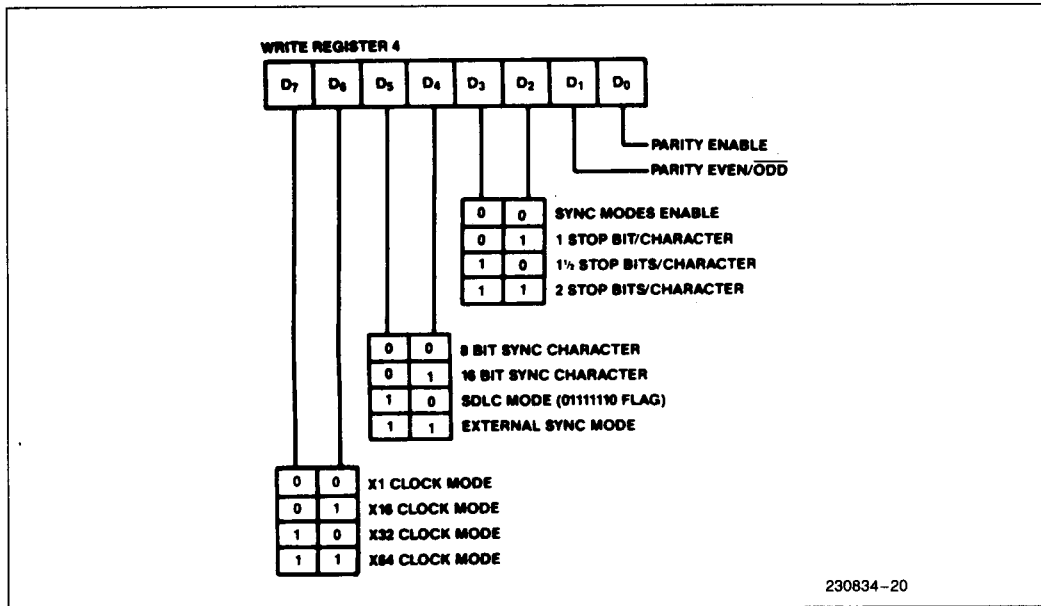 WRITE REGISTER 4
D7 D6 D5 D4 D3 D2 D1 D0
PARITY ENABLE
PARITY EVEN/O̅D̅D̅
0 0 SYNC MODES ENABLE
0 1 1 STOP BIT/CHARACTER
1 0 1½ STOP BITS/CHARACTER
1 1 2 STOP BITS/CHARACTER
0 0 8 BIT SYNC CHARACTER
0 1 16 BIT SYNC CHARACTER
1 0 SDLC MODE (01111110 FLAG)
1 1 EXTERNAL SYNC MODE
0 0 X1 CLOCK MODE
0 1 X16 CLOCK MODE
1 0 X32 CLOCK MODE
1 1 X64 CLOCK MODE
230834-20